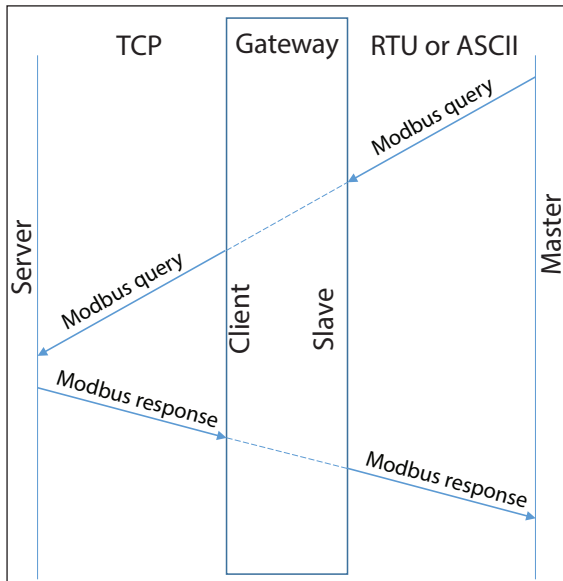 TCP
Gateway
RTU or ASCII
Modbus query
Server
Modbus query
Client
Slave
Master
Modbus response
Modbus response